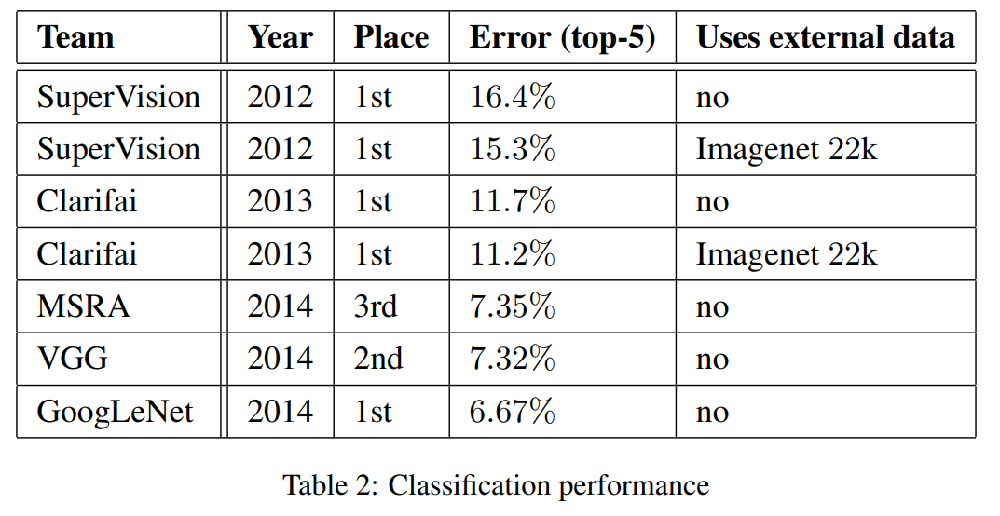 Team Year Place Error (top-5) Uses external data
SuperVision 2012 1st 16.4% no
SuperVision 2012 1st 15.3% Imagenet 22k
Clarifai 2013 1st 11.7% no
Clarifai 2013 1st 11.2% Imagenet 22k
MSRA 2014 3rd 7.35% no
VGG 2014 2nd 7.32% no
GoogLeNet 2014 1st 6.67% no
Table 2: Classification performance